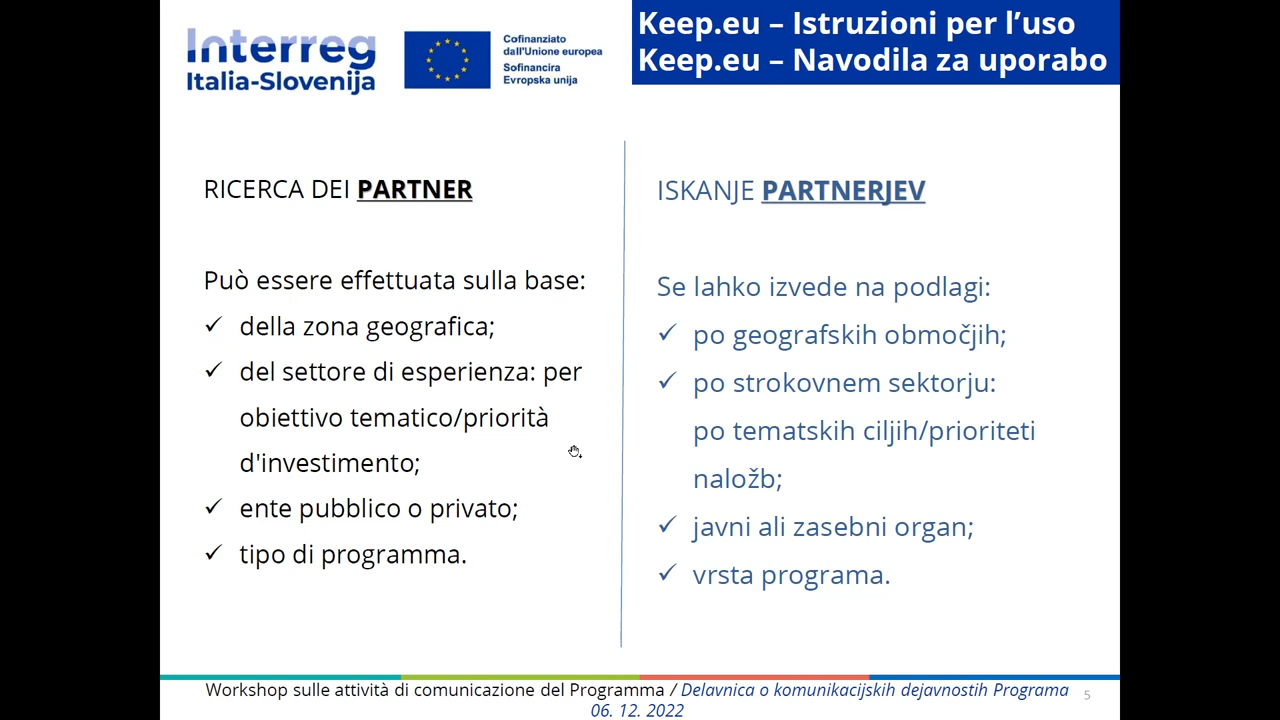 Interreg
Italia-Slovenija
Cofinanziato
dall'Unione europea
Sofinancira
Evropska unija
Keep.eu – Istruzioni per l’uso
Keep.eu – Navodila za uporabo
RICERCA DEI PARTNER
Può essere effettuata sulla base:
✓ della zona geografica;
✓ del settore di esperienza: per
obiettivo tematico/priorità
d'investimento;
✓ ente pubblico o privato;
✓ tipo di programma.
ISKANJE PARTNERJEV
Se lahko izvede na podlagi:
✓ po geografskih območjih;
✓ po strokovnem sektorju:
po tematskih ciljih/prioriteti
naložb;
✓ javni ali zasebni organ;
✓ vrsta programa.
Workshop sulle attività di comunicazione del Programma / Delavnica o komunikacijskih dejavnostih Programa
06. 12. 2022
5